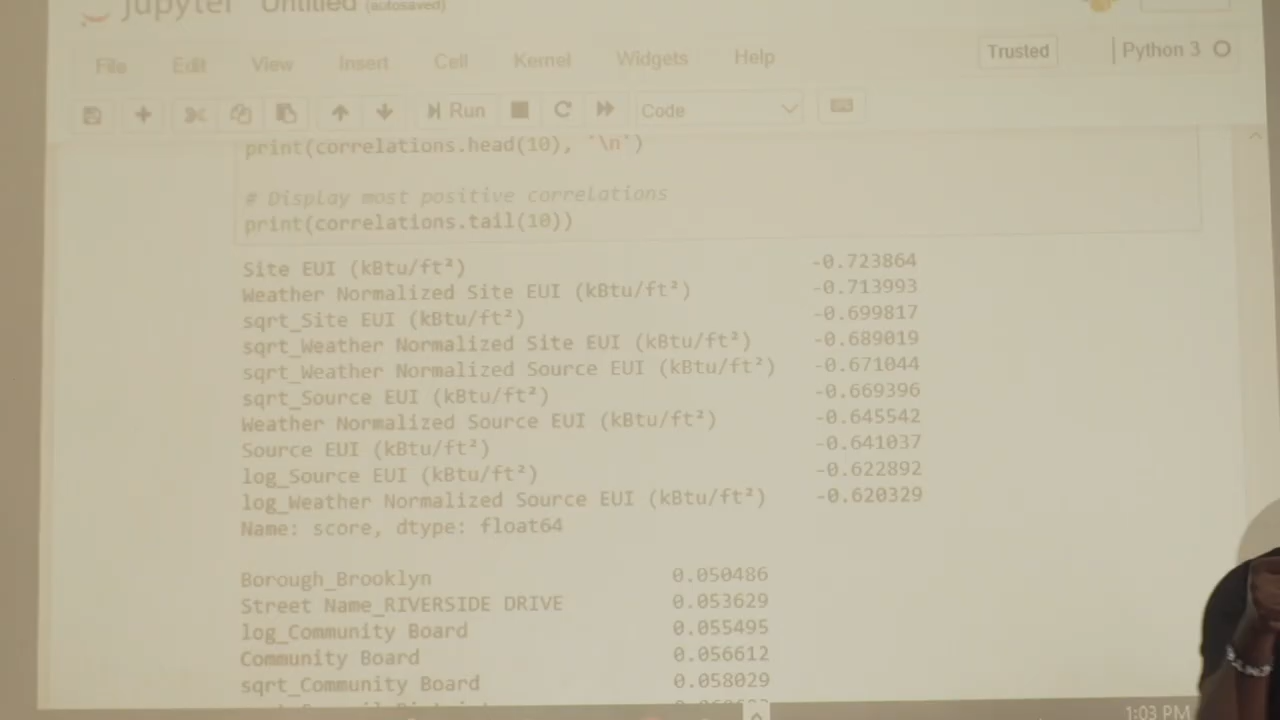 jupyter Untitled (autosaved)
File Edit View Insert Cell Kernel Widgets Help Trusted Python 3
Run Code
print(correlations.head(10), '\n')
# Display most positive correlations
print(correlations.tail(10))
Site EUI (kBtu/ft²) -0.723864
Weather Normalized Site EUI (kBtu/ft²) -0.713993
sqrt_Site EUI (kBtu/ft²) -0.699817
sqrt_Weather Normalized Site EUI (kBtu/ft²) -0.689019
sqrt_Weather Normalized Source EUI (kBtu/ft²) -0.671044
sqrt_Source EUI (kBtu/ft²) -0.669396
Weather Normalized Source EUI (kBtu/ft²) -0.645542
Source EUI (kBtu/ft²) -0.641037
log_Source EUI (kBtu/ft²) -0.622892
log_Weather Normalized Source EUI (kBtu/ft²) -0.620329
Name: score, dtype: float64
Borough_Brooklyn 0.050486
Street Name_RIVERSIDE DRIVE 0.053629
log_Community Board 0.055495
Community Board 0.056612
sqrt_Community Board 0.058029
1:03 PM